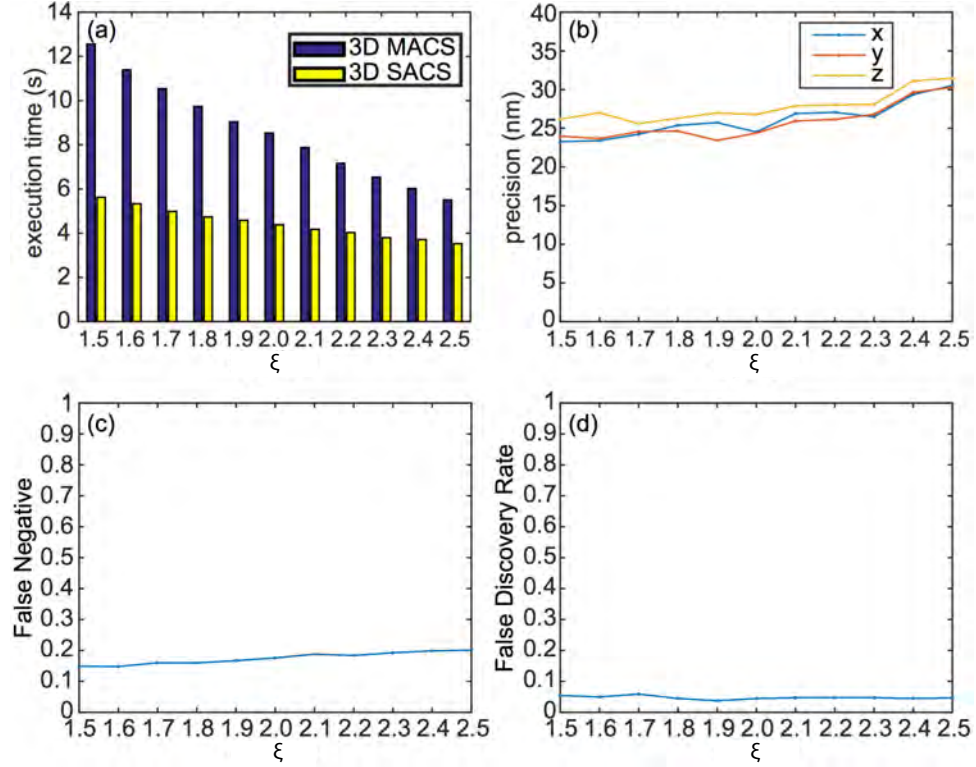 (a)
3D MACS
3D SACS
execution time (s)
14
12
10
8
6
4
2
0
1.5 1.6 1.7 1.8 1.9 2.0 2.1 2.2 2.3 2.4 2.5
ξ
(b)
x
y
z
precision (nm)
40
35
30
25
20
15
10
5
0
1.5 1.6 1.7 1.8 1.9 2.0 2.1 2.2 2.3 2.4 2.5
ξ
(c)
False Negative
1
0.9
0.8
0.7
0.6
0.5
0.4
0.3
0.2
0.1
0
1.5 1.6 1.7 1.8 1.9 2.0 2.1 2.2 2.3 2.4 2.5
ξ
(d)
False Discovery Rate
1
0.9
0.8
0.7
0.6
0.5
0.4
0.3
0.2
0.1
0
1.5 1.6 1.7 1.8 1.9 2.0 2.1 2.2 2.3 2.4 2.5
ξ